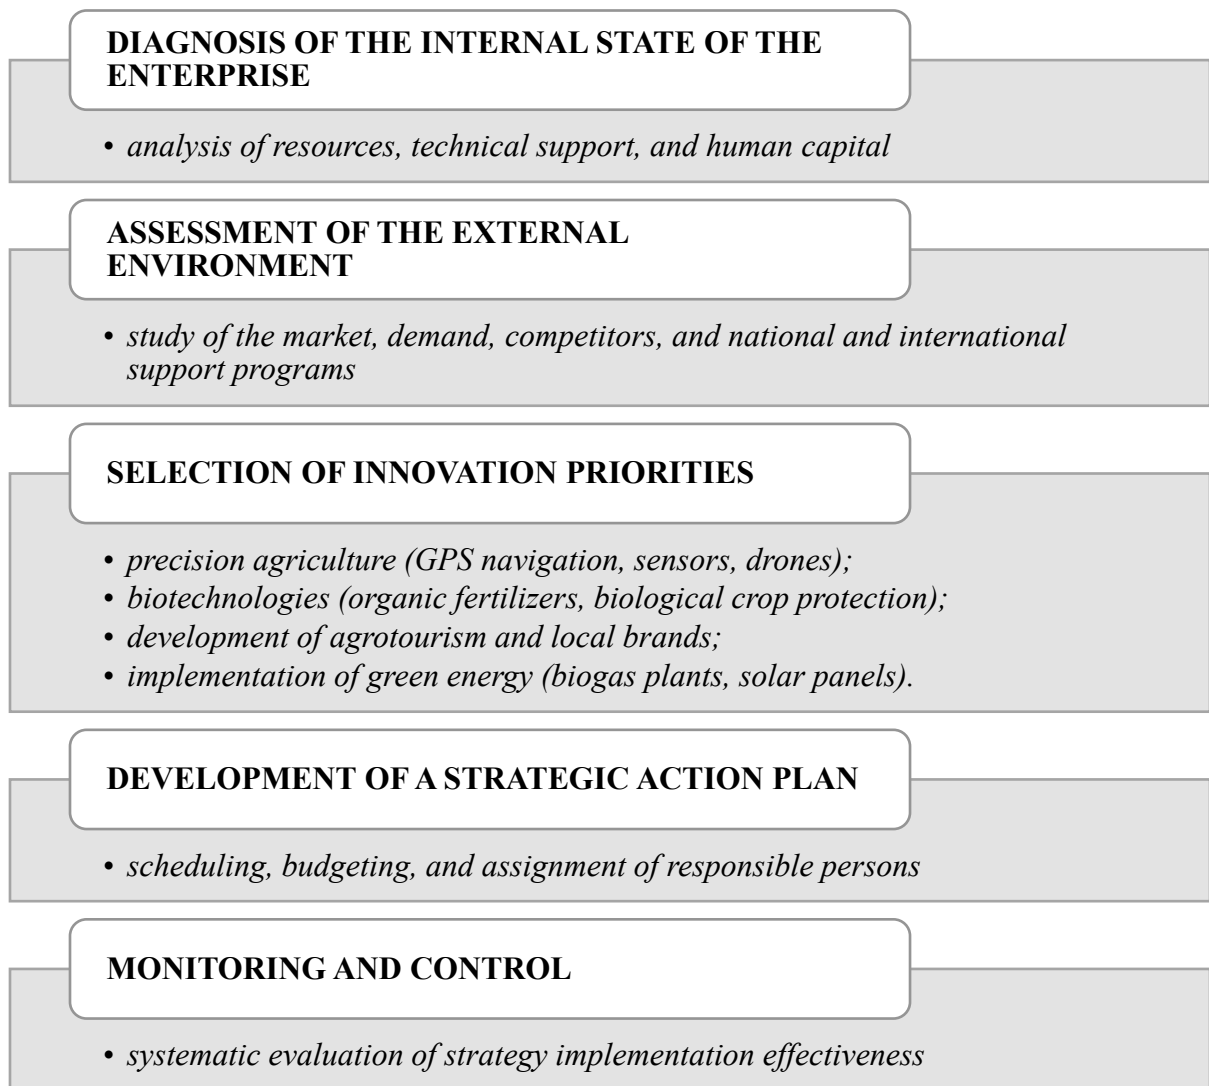 DIAGNOSIS OF THE INTERNAL STATE OF THE
ENTERPRISE
• analysis of resources, technical support, and human capital
ASSESSMENT OF THE EXTERNAL
ENVIRONMENT
• study of the market, demand, competitors, and national and international
support programs
SELECTION OF INNOVATION PRIORITIES
• precision agriculture (GPS navigation, sensors, drones);
• biotechnologies (organic fertilizers, biological crop protection);
• development of agrotourism and local brands;
• implementation of green energy (biogas plants, solar panels).
DEVELOPMENT OF A STRATEGIC ACTION PLAN
• scheduling, budgeting, and assignment of responsible persons
MONITORING AND CONTROL
• systematic evaluation of strategy implementation effectiveness